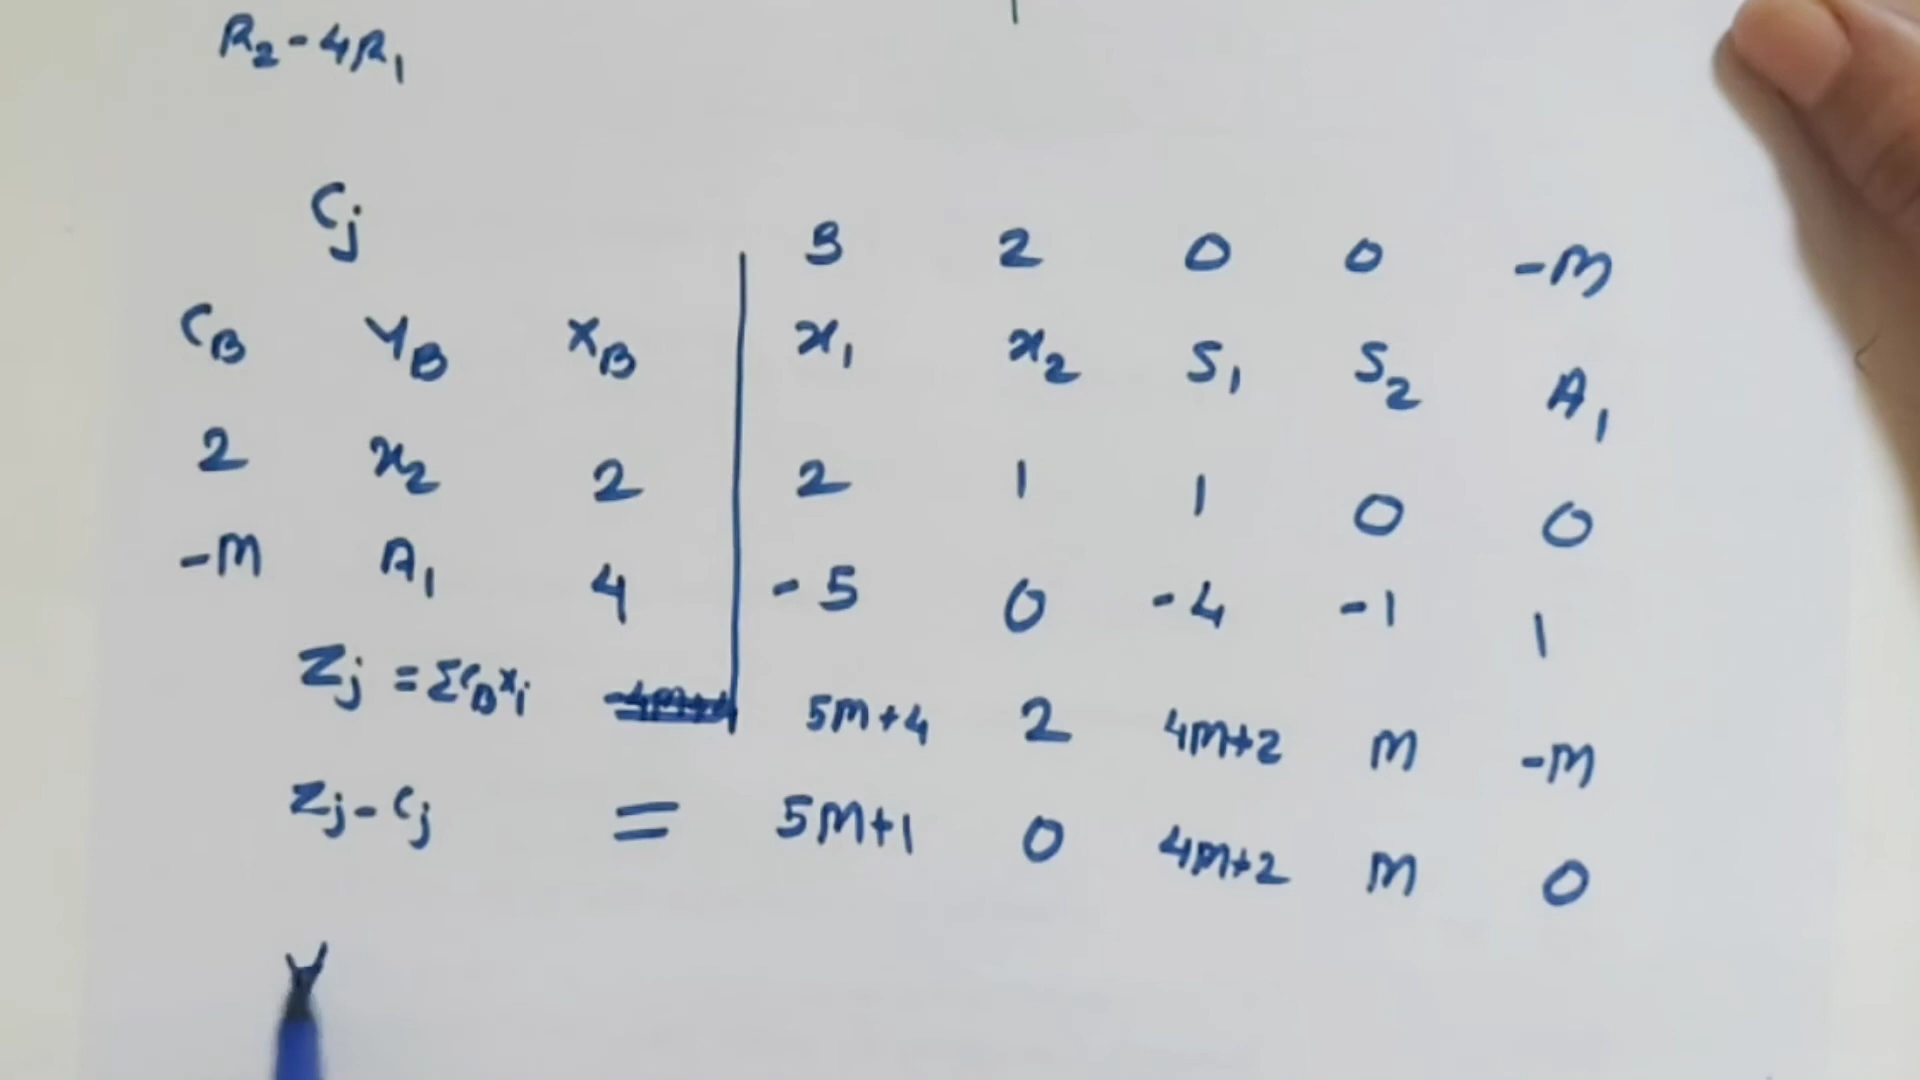 R₂ - 4R₁
Cj 3 2 0 0 -M
CB YB XB x₁ x₂ S₁ S₂ A₁
2 x₂ 2 2 1 1 0 0
-M A₁ 4 -5 0 -4 -1 1
Zj = ΣCBxi -4M+4 5M+4 2 4M+2 M -M
Zj - Cj = 5M+1 0 4M+2 M 0